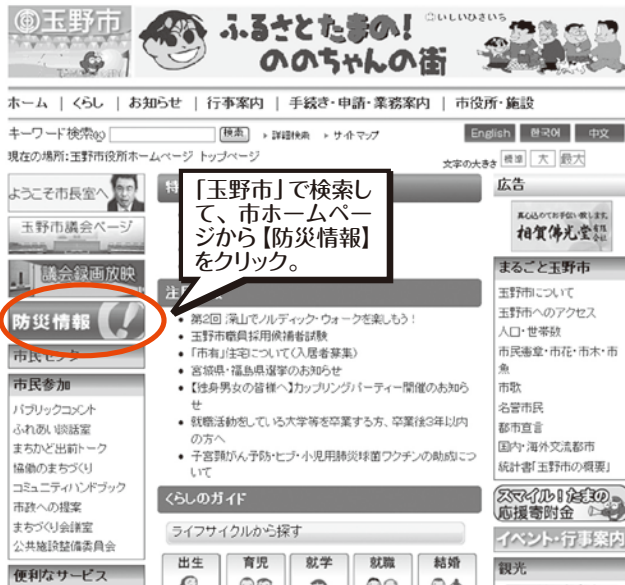 玉野市
ふるさとたまの!
ののちゃんの街
©いしいひさいち
ホーム | くらし | お知らせ | 行事案内 | 手続き・申請・業務案内 | 市役所・施設
キーワード検索(K) 検索 詳細検索 サイトマップ English 한국어 中文
現在の場所:玉野市役所ホームページ トップページ
文字の大きさ 標準 大 最大
ようこそ市長室へ
玉野市議会ページ
議会録画放映
防災情報
市民センター
市民参加
パブリックコメント
ふれあい談話室
まちかど出前トーク
協働のまちづくり
コミュニティハンドブック
市政への提案
まちづくり会議室
公共施設整備委員会
便利なサービス
特
「玉野市」で検索し
て、市ホームペー
ジから【防災情報】
をクリック。
注
第2回 深山でノルディック・ウォークを楽しもう!
玉野市職員採用候補者試験
「市有」住宅について(入居者募集)
宮城県・福島県選挙のお知らせ
【独身男女の皆様へ】カップリングパーティー開催のお知ら
せ
就職活動をしている大学等を卒業する方、卒業後3年以内
の方へ
子宮頸がん予防・ヒブ・小児用肺炎球菌ワクチンの助成につ
いて
くらしのガイド
ライフサイクルから探す
出生 育児 就学 就職 結婚
広告
真心込めてお手伝い致します。
相賀佛光堂有限会社
まるごと玉野市
玉野市について
玉野市へのアクセス
人口・世帯数
市民憲章・市花・市木・市
魚
市歌
名誉市民
都市宣言
国内・海外交流都市
統計書「玉野市の概要」
スマイル!たまの
応援寄附金
イベント・行事案内
観光